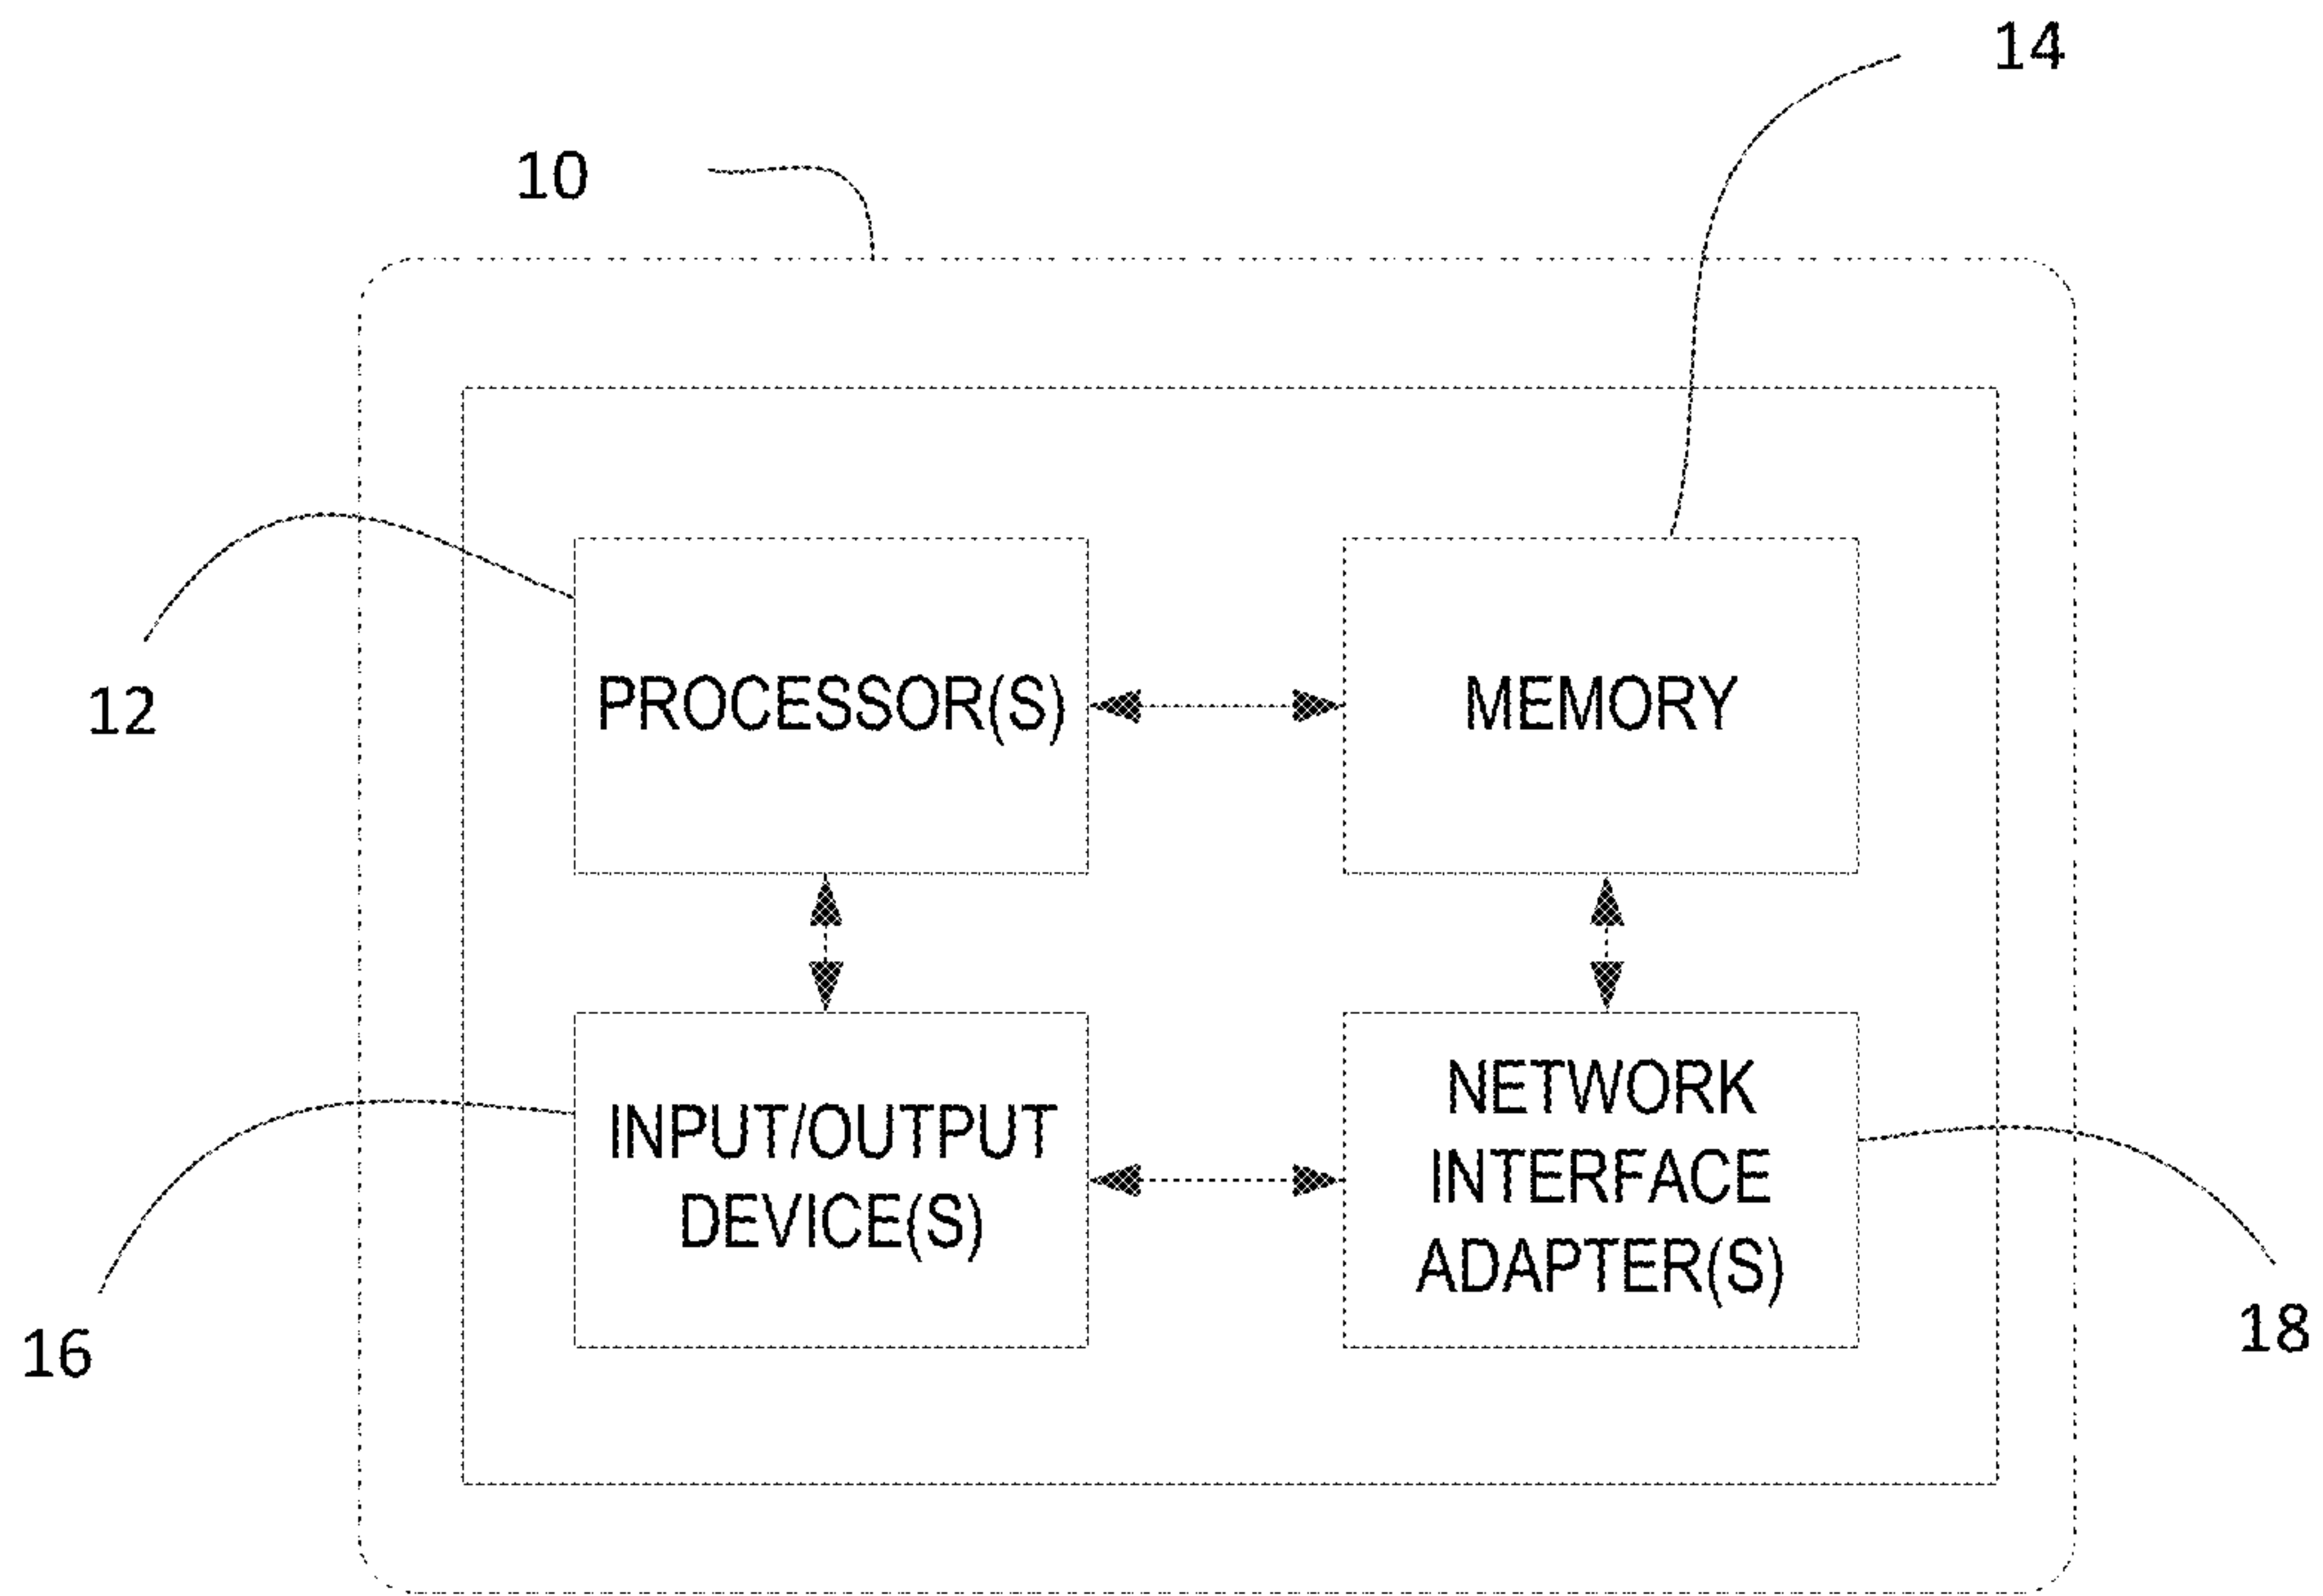 14
10
12
PROCESSOR(S)
MEMORY
INPUT/OUTPUT
DEVICE(S)
NETWORK
INTERFACE
ADAPTER(S)
16
18